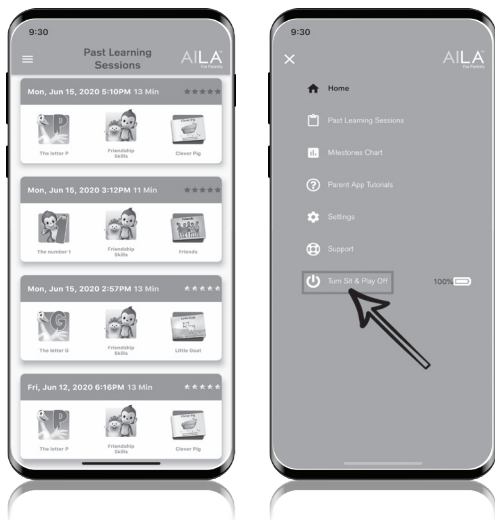 9:30
Past Learning
Sessions
AILA
For Parents
Mon, Jun 15, 2020 5:10PM 13 Min
The letter P
Friendship
Skills
Clever Pig
Mon, Jun 15, 2020 3:12PM 11 Min
The number 1
Friendship
Skills
Friends
Mon, Jun 15, 2020 2:57PM 13 Min
The letter G
Friendship
Skills
Little Goat
Fri, Jun 12, 2020 6:16PM 13 Min
The letter P
Friendship
Skills
Clever Pig
9:30
AILA
For Parents
Home
Past Learning Sessions
Milestones Chart
Parent App Tutorials
Settings
Support
Turn Sit & Play Off
100%